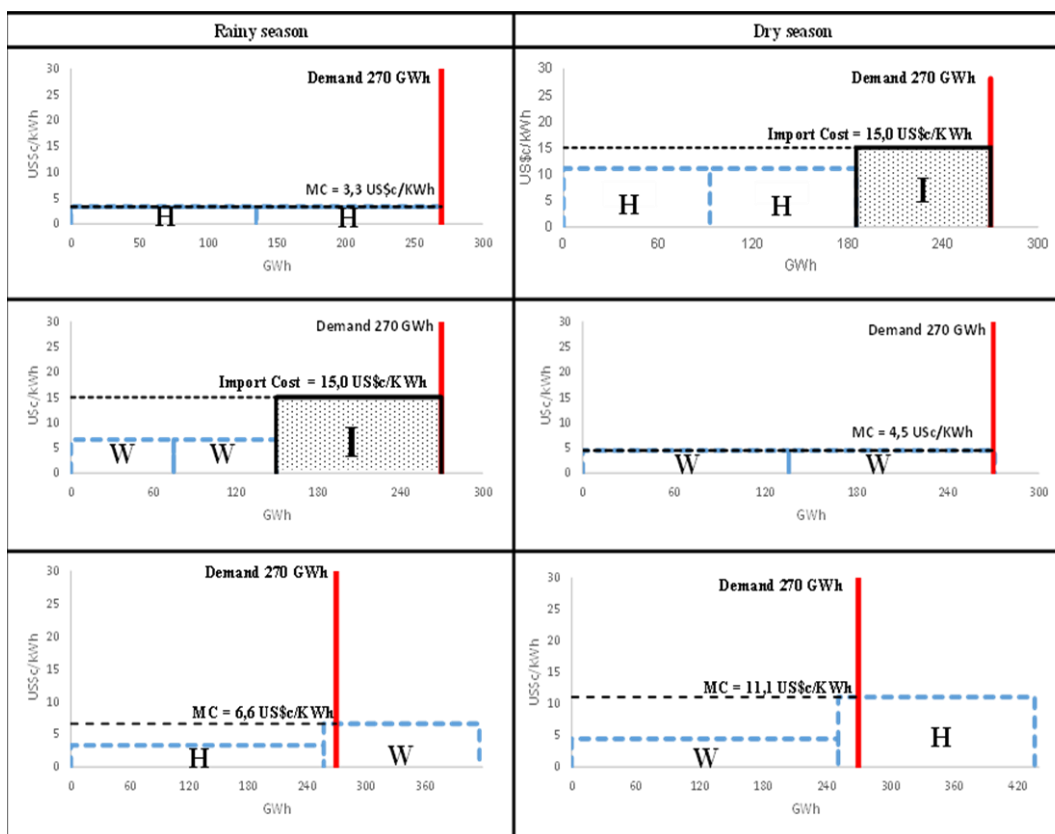 Rainy season
Dry season
30
25
20
15
10
5
0
US$c/kWh
Demand 270 GWh
MC = 3,3 US$c/KWh
H
H
0
50
100
150
200
250
300
GWh
30
25
20
15
10
5
0
US$c/kWh
Demand 270 GWh
Import Cost = 15,0 US$c/KWh
H
H
I
0
60
120
180
240
300
GWh
30
25
20
15
10
5
0
US$c/kWh
Demand 270 GWh
Import Cost = 15,0 US$c/KWh
W
W
I
0
60
120
180
240
300
GWh
30
25
20
15
10
5
0
US$c/kWh
Demand 270 GWh
MC = 4,5 USc/KWh
W
W
0
60
120
180
240
300
GWh
30
25
20
15
10
5
0
US$c/kWh
Demand 270 GWh
MC = 6,6 US$c/KWh
H
W
0
60
120
180
240
300
360
GWh
30
25
20
15
10
5
0
US$c/kWh
Demand 270 GWh
MC = 11,1 US$c/KWh
W
H
0
60
120
180
240
300
360
420
GWh